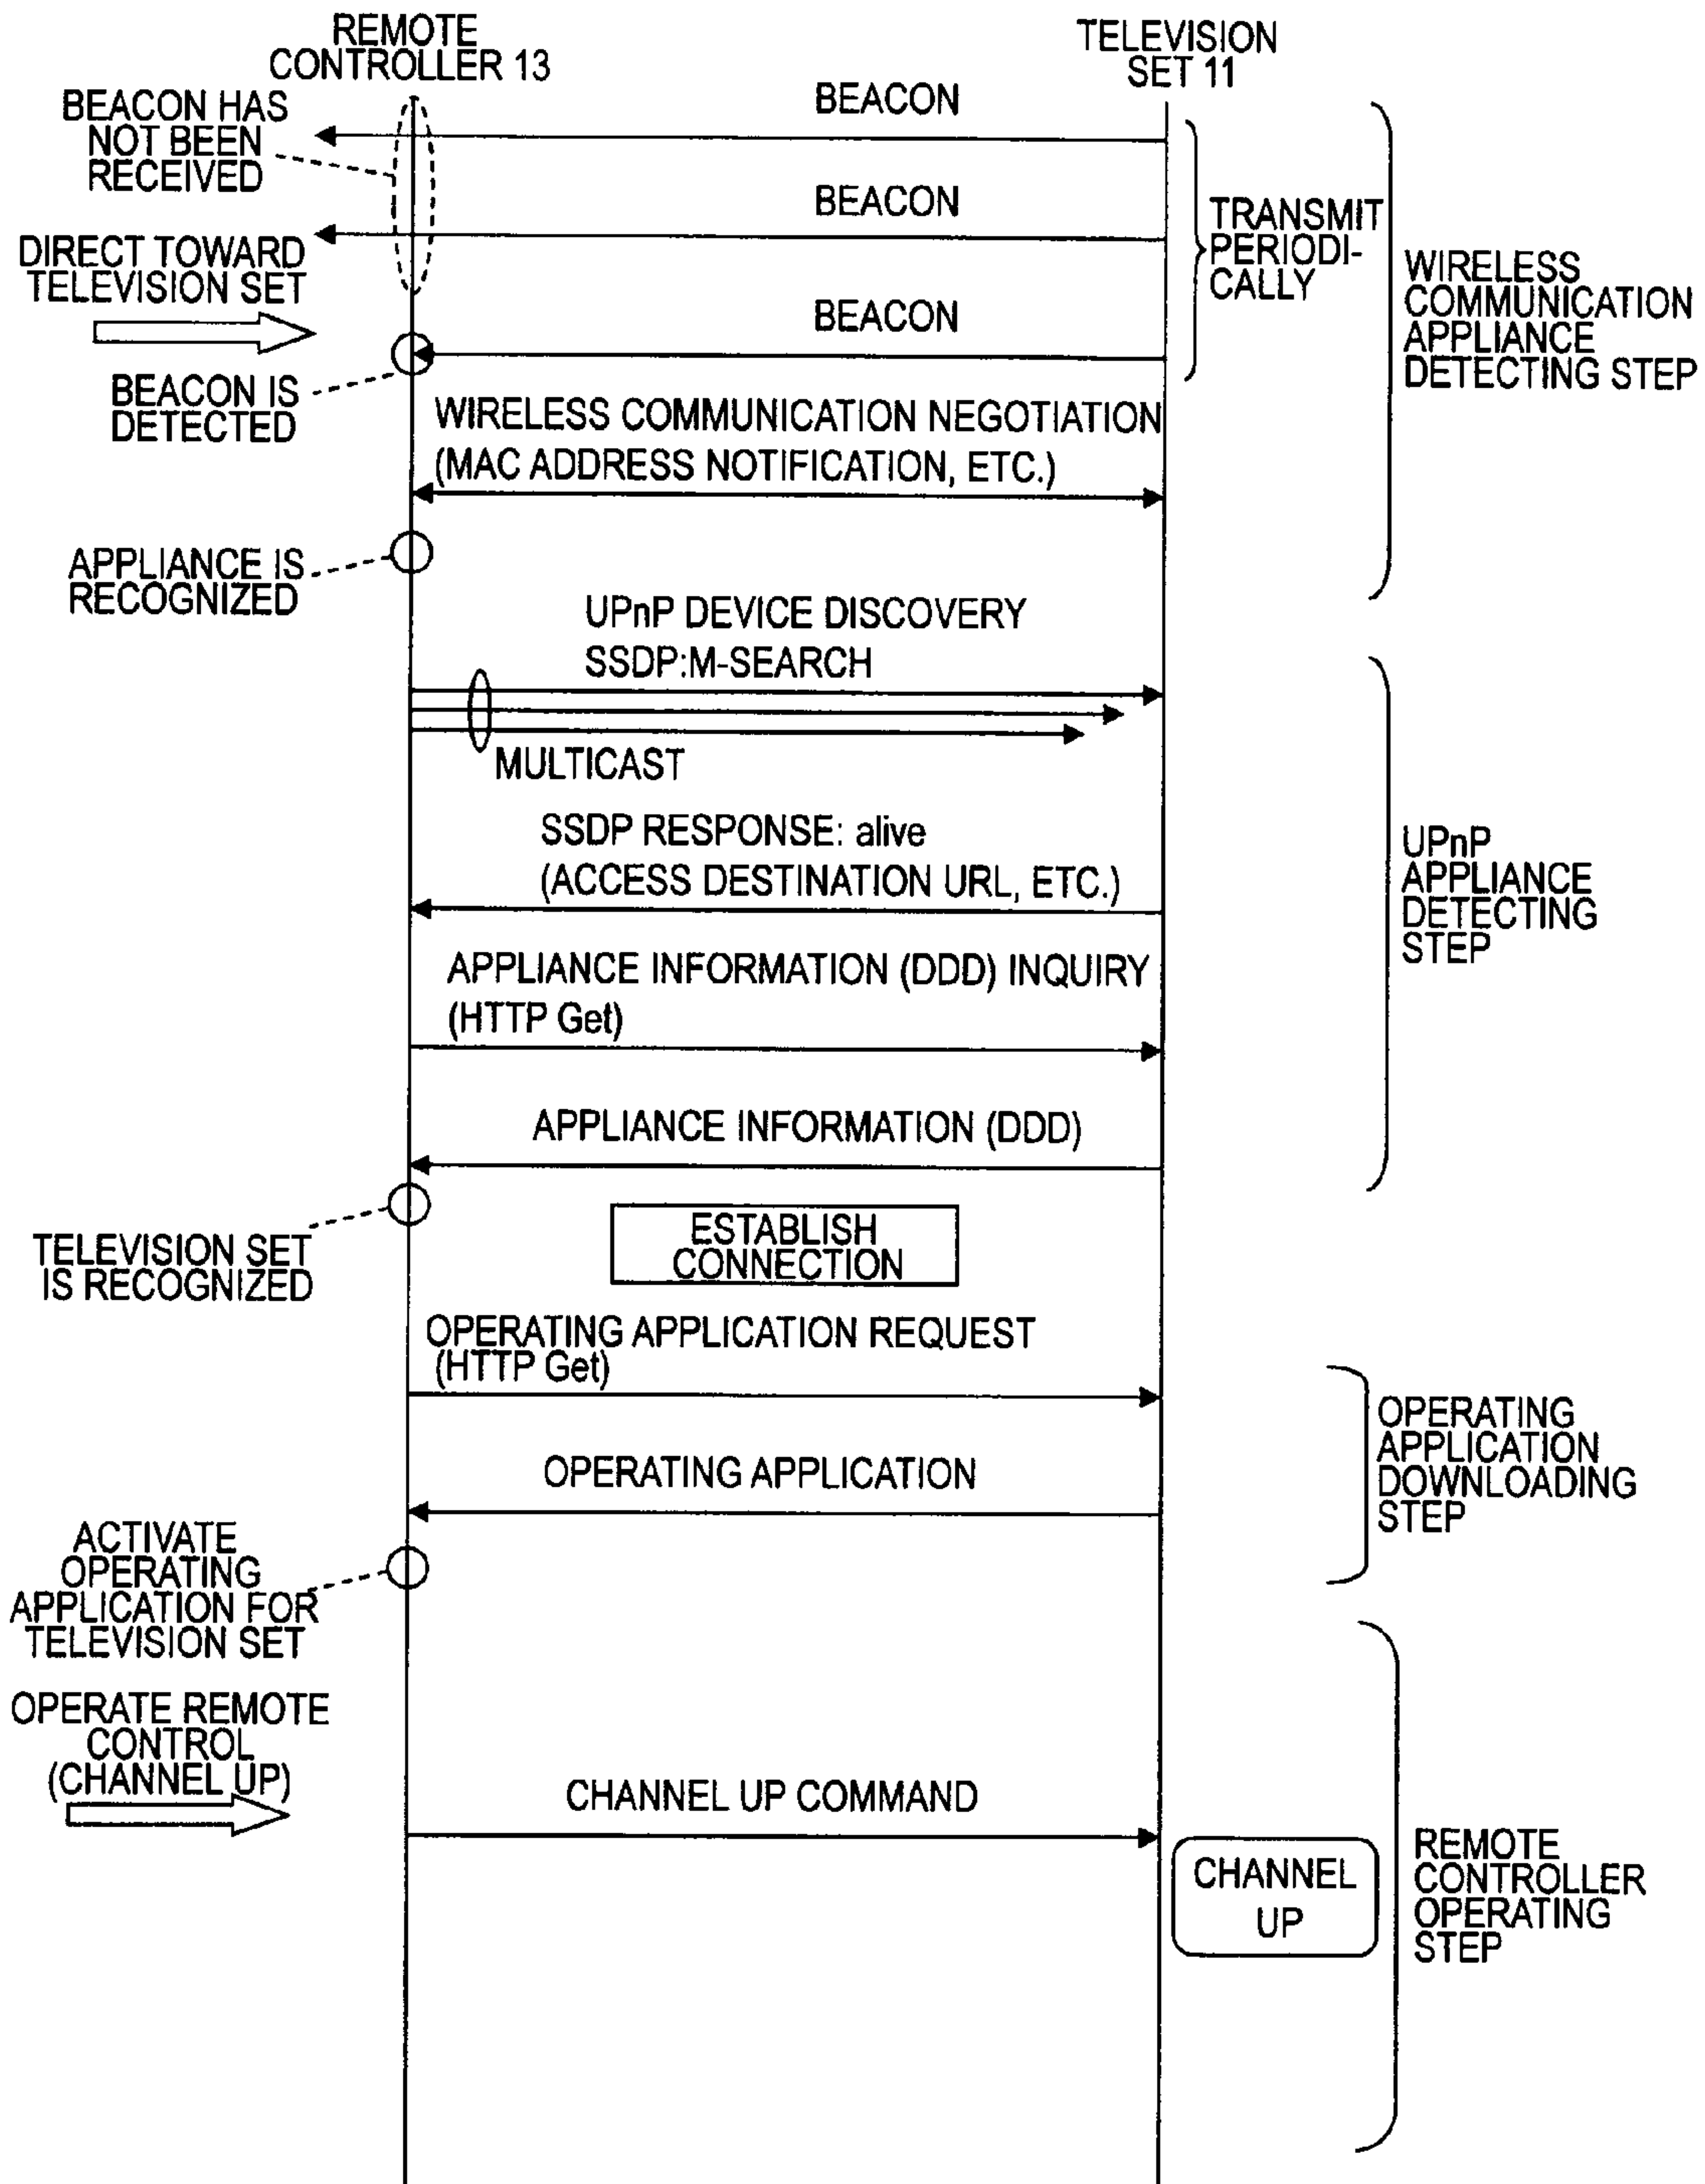 REMOTE
CONTROLLER 13
TELEVISION
SET 11
BEACON HAS
NOT BEEN
RECEIVED
BEACON
BEACON
TRANSMIT
PERIODI-
CALLY
WIRELESS
COMMUNICATION
APPLIANCE
DETECTING STEP
DIRECT TOWARD
TELEVISION SET
BEACON
BEACON IS
DETECTED
WIRELESS COMMUNICATION NEGOTIATION
(MAC ADDRESS NOTIFICATION, ETC.)
APPLIANCE IS
RECOGNIZED
UPnP DEVICE DISCOVERY
SSDP:M-SEARCH
MULTICAST
SSDP RESPONSE: alive
(ACCESS DESTINATION URL, ETC.)
UPnP
APPLIANCE
DETECTING
STEP
APPLIANCE INFORMATION (DDD) INQUIRY
(HTTP Get)
APPLIANCE INFORMATION (DDD)
TELEVISION SET
IS RECOGNIZED
ESTABLISH
CONNECTION
OPERATING APPLICATION REQUEST
(HTTP Get)
OPERATING APPLICATION
OPERATING
APPLICATION
DOWNLOADING
STEP
ACTIVATE
OPERATING
APPLICATION FOR
TELEVISION SET
OPERATE REMOTE
CONTROL
(CHANNEL UP)
CHANNEL UP COMMAND
CHANNEL
UP
REMOTE
CONTROLLER
OPERATING
STEP